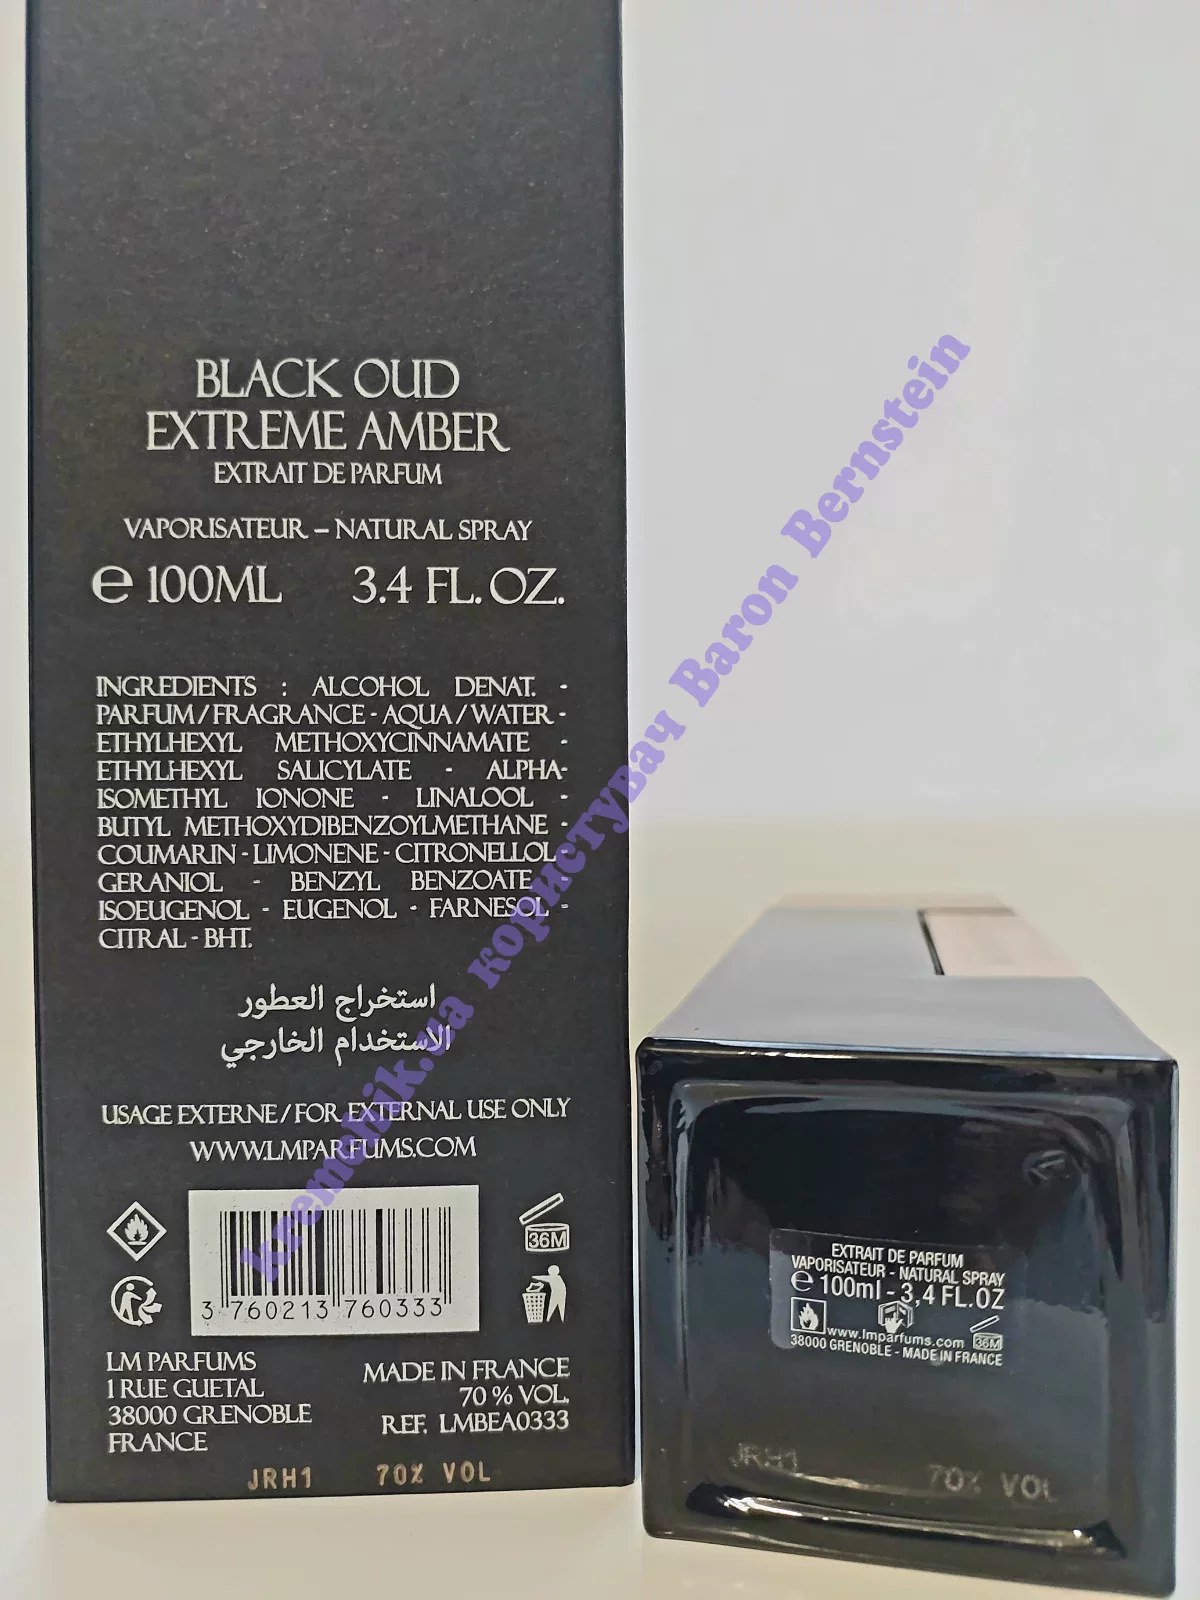 BLACK OUD
EXTREME AMBER
EXTRAIT DE PARFUM
VAPORISATEUR – NATURAL SPRAY
℮ 100ML 3.4 FL. OZ.
INGREDIENTS : ALCOHOL DENAT. -
PARFUM / FRAGRANCE - AQUA / WATER -
ETHYLHEXYL METHOXYCINNAMATE -
ETHYLHEXYL SALICYLATE - ALPHA-
ISOMETHYL IONONE - LINALOOL -
BUTYL METHOXYDIBENZOYLMETHANE -
COUMARIN - LIMONENE - CITRONELLOL -
GERANIOL - BENZYL BENZOATE -
ISOEUGENOL - EUGENOL - FARNESOL -
CITRAL - BHT.
استخراج العطور
الاستخدام الخارجي
USAGE EXTERNE / FOR EXTERNAL USE ONLY
WWW.LMPARFUMS.COM
36M
3 760213 760333
LM PARFUMS
1 RUE GUETAL
38000 GRENOBLE
FRANCE
MADE IN FRANCE
70 % VOL.
REF. LMBEA0333
JRH1 70% VOL
EXTRAIT DE PARFUM
VAPORISATEUR - NATURAL SPRAY
℮ 100ml - 3,4 FL.OZ
www.lmparfums.com 36M
38000 GRENOBLE - MADE IN FRANCE
JRH1 70% VOL
kremchik.ua користувач Baron Bernstein